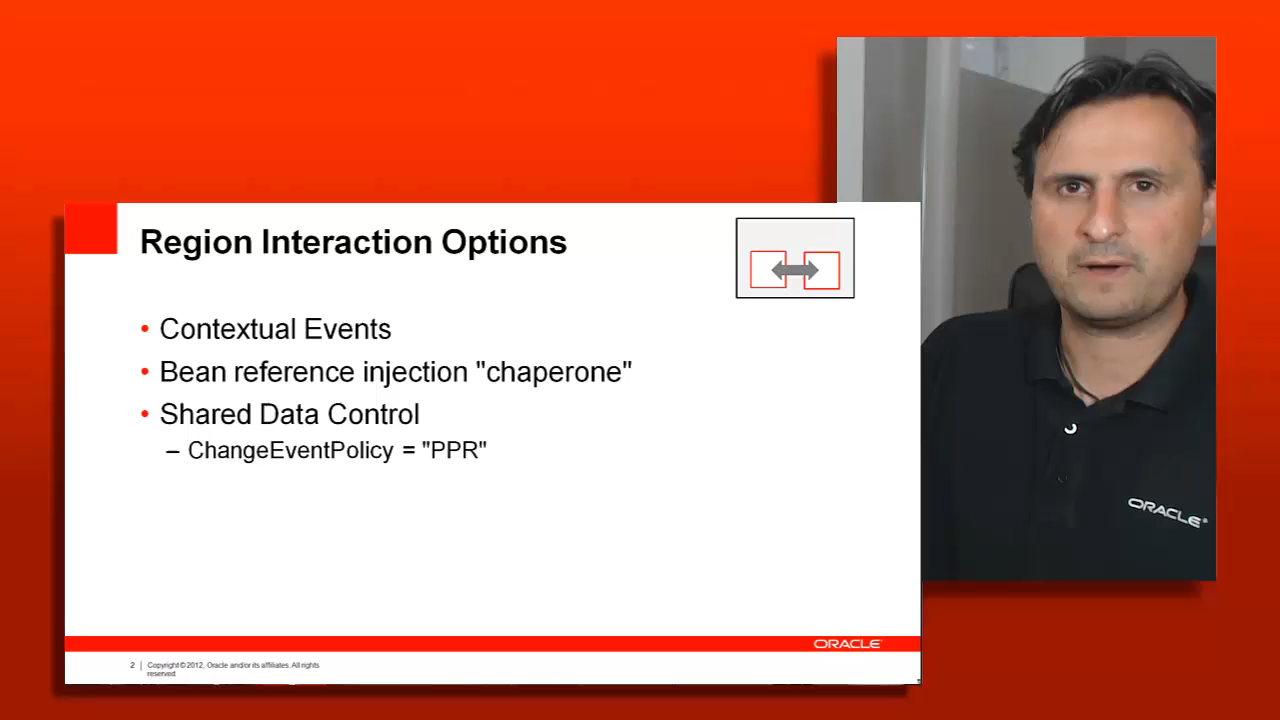 Region Interaction Options
• Contextual Events
• Bean reference injection "chaperone"
• Shared Data Control
– ChangeEventPolicy = "PPR"
ORACLE
ORACLE
2 | Copyright © 2012, Oracle and/or its affiliates. All rights
reserved